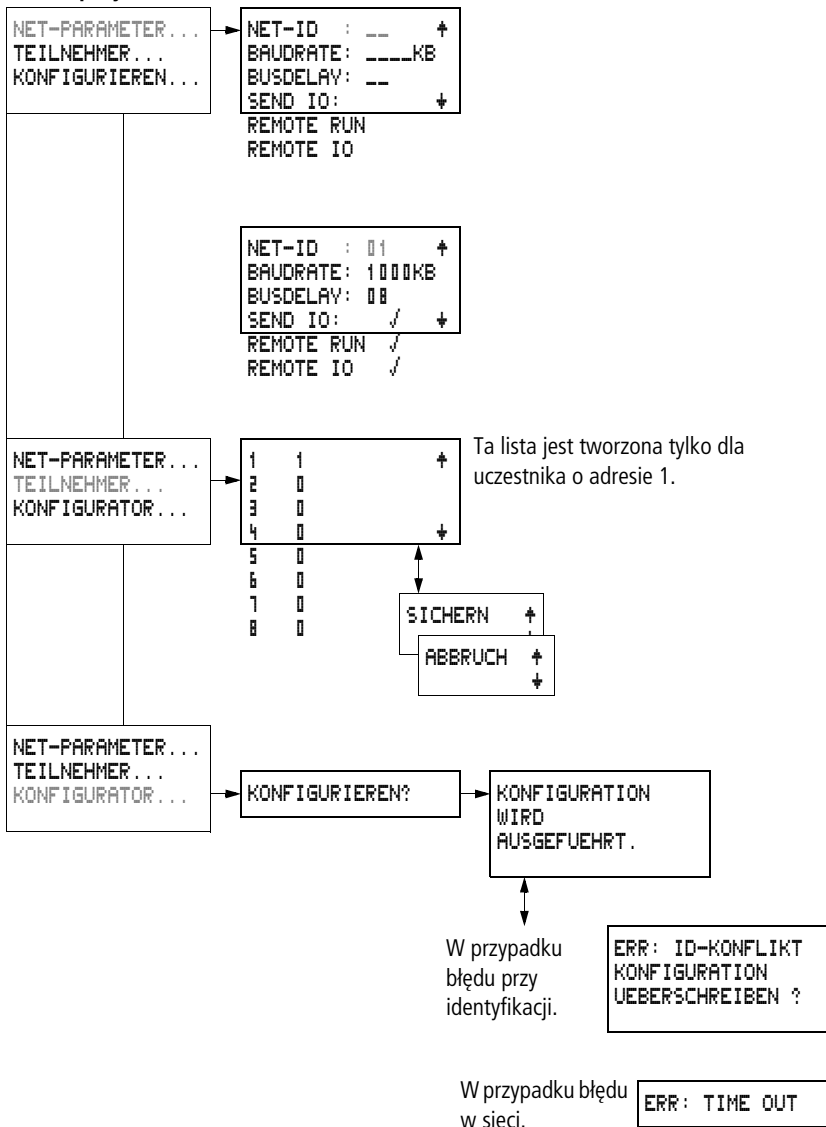 NET-PARAMETER...
TEILNEHMER...
KONFIGURIEREN...
NET-ID : __
BAUDRATE: ____KB
BUSDELAY: __
SEND IO:
REMOTE RUN
REMOTE IO
NET-ID : 01
BAUDRATE: 1000KB
BUSDELAY: 08
SEND IO: √
REMOTE RUN √
REMOTE IO √
NET-PARAMETER...
TEILNEHMER...
KONFIGURATOR...
1 1
2 0
3 0
4 0
5 0
6 0
7 0
8 0
Ta lista jest tworzona tylko dla
uczestnika o adresie 1.
SICHERN
ABBRUCH
NET-PARAMETER...
TEILNEHMER...
KONFIGURATOR...
KONFIGURIEREN?
KONFIGURATION
WIRD
AUSGEFUEHRT.
W przypadku
błędu przy
identyfikacji.
ERR: ID-KONFLIKT
KONFIGURATION
UEBERSCHREIBEN ?
W przypadku błędu
w sieci.
ERR: TIME OUT